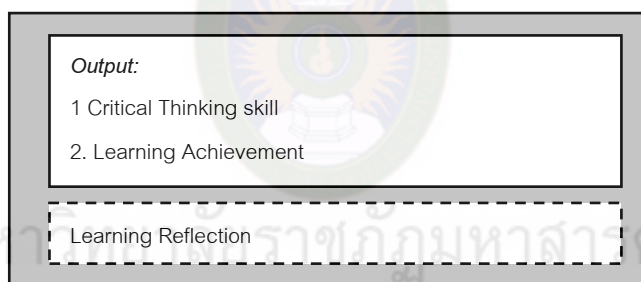 Output:
1 Critical Thinking skill
2. Learning Achievement
Learning Reflection